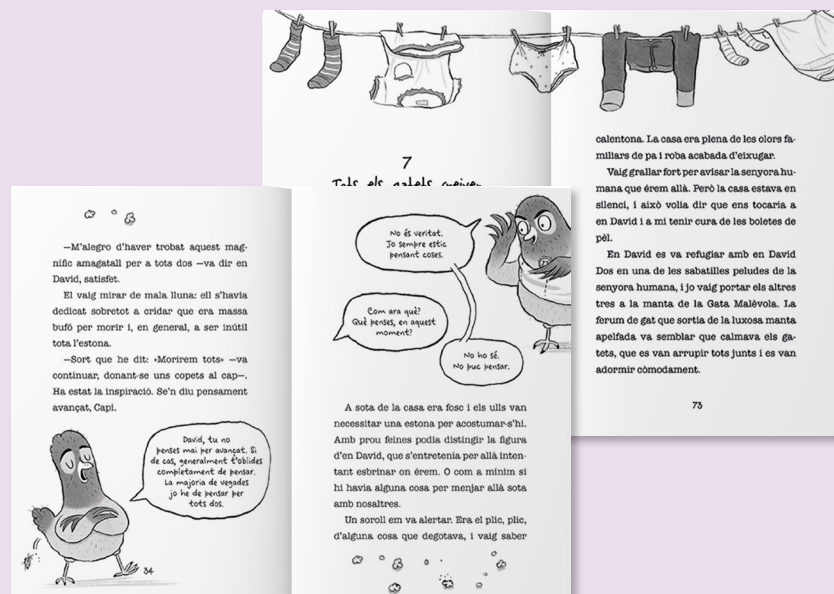 7
Tots els gatets queien
calentona. La casa era plena de les olors fa-
miliars de pa i roba acabada d'eixugar.
Vaig grallar fort per avisar la senyora hu-
mana que érem allà. Però la casa estava en
silenci, i això volia dir que ens tocaria a
en David i a mi tenir cura de les boletes de
pèl.
En David es va refugiar amb en David
Dos en una de les sabatilles peludes de la
senyora humana, i jo vaig portar els altres
tres a la manta de la Gata Malèvola. La
ferum de gat que sortia de la luxosa manta
apelfada va semblar que calmava els ga-
tets, que es van arrupir tots junts i es van
adormir còmodament.
73
—M'alegro d'haver trobat aquest mag-
nífic amagatall per a tots dos —va dir en
David, satisfet.
El vaig mirar de mala lluna: ell s'havia
dedicat sobretot a cridar que era massa
bufó per morir i, en general, a ser inútil
tota l'estona.
—Sort que he dit: «Morirem tots» —va
continuar, donant-se uns copets al cap—.
Ha estat la inspiració. Se'n diu pensament
avançat, Capi.
David, tu no
penses mai per avançat. Si
de cas, generalment t'oblides
completament de pensar.
La majoria de vegades
jo he de pensar per
tots dos.
34
No és veritat.
Jo sempre estic
pensant coses.
Com ara què?
Què penses, en aquest
moment?
No ho sé.
No puc pensar.
A sota de la casa era fosc i els ulls van
necessitar una estona per acostumar-s'hi.
Amb prou feines podia distingir la figura
d'en David, que s'entretenia per allà inten-
tant esbrinar on érem. O com a mínim si
hi havia alguna cosa per menjar allà sota
amb nosaltres.
Un soroll em va alertar. Era el plic, plic,
d'alguna cosa que degotava, i vaig saber